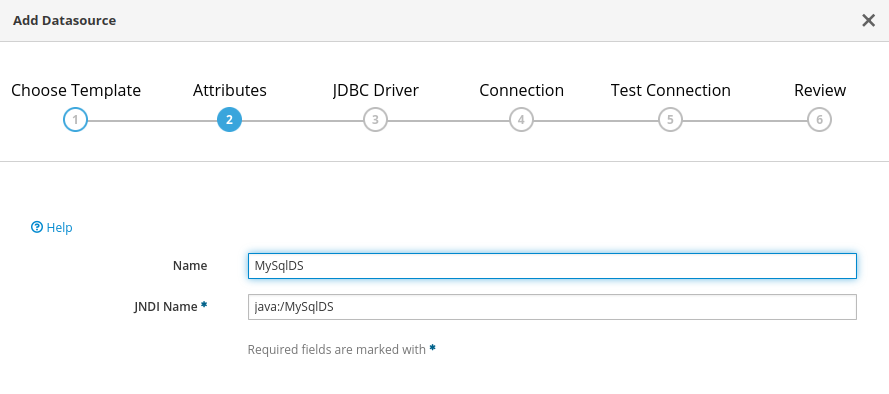 Add Datasource
Choose Template Attributes JDBC Driver Connection Test Connection Review
1 2 3 4 5 6
Help
Name MySqlDS
JNDI Name * java:/MySqlDS
Required fields are marked with *